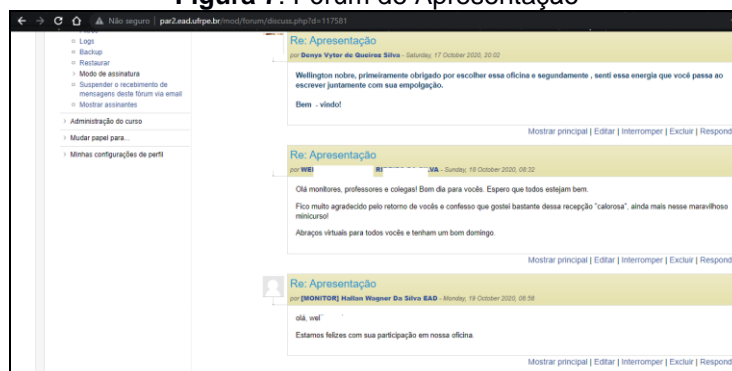 Figura 7: Fórum de Apresentação
Não seguro | par2.ead.ufrpe.br/mod/forum/discuss.php?d=117581
Logs
Backup
Restaurar
Modo de assinatura
Suspender o recebimento de
mensagens deste fórum via email
Mostrar assinantes
Administração do curso
Mudar papel para...
Minhas configurações de perfil
Re: Apresentação
por Denys Vytor de Queiros Silva - Saturday, 17 October 2020, 20:02
Wellington nobre, primeiramente obrigado por escolher essa oficina e segundamente , senti essa energia que você passa ao
escrever juntamente com sua empolgação.
Bem - vindo!
Mostrar principal | Editar | Interromper | Excluir | Respond
Re: Apresentação
por WEI VA - Sunday, 18 October 2020, 08:32
Olá monitores, professores e colegas! Bom dia para vocês. Espero que todos estejam bem.
Fico muito agradecido pelo retorno de vocês e confesso que gostei bastante dessa recepção "calorosa", ainda mais nesse maravilhoso
minicurso!
Abraços virtuais para todos vocês e tenham um bom domingo.
Mostrar principal | Editar | Interromper | Excluir | Respond
Re: Apresentação
por [MONITOR] Hallan Wagner Da Silva EAD - Monday, 19 October 2020, 08:58
olá, wel
Estamos felizes com sua participação em nossa oficina.
Mostrar principal | Editar | Interromper | Excluir | Respond